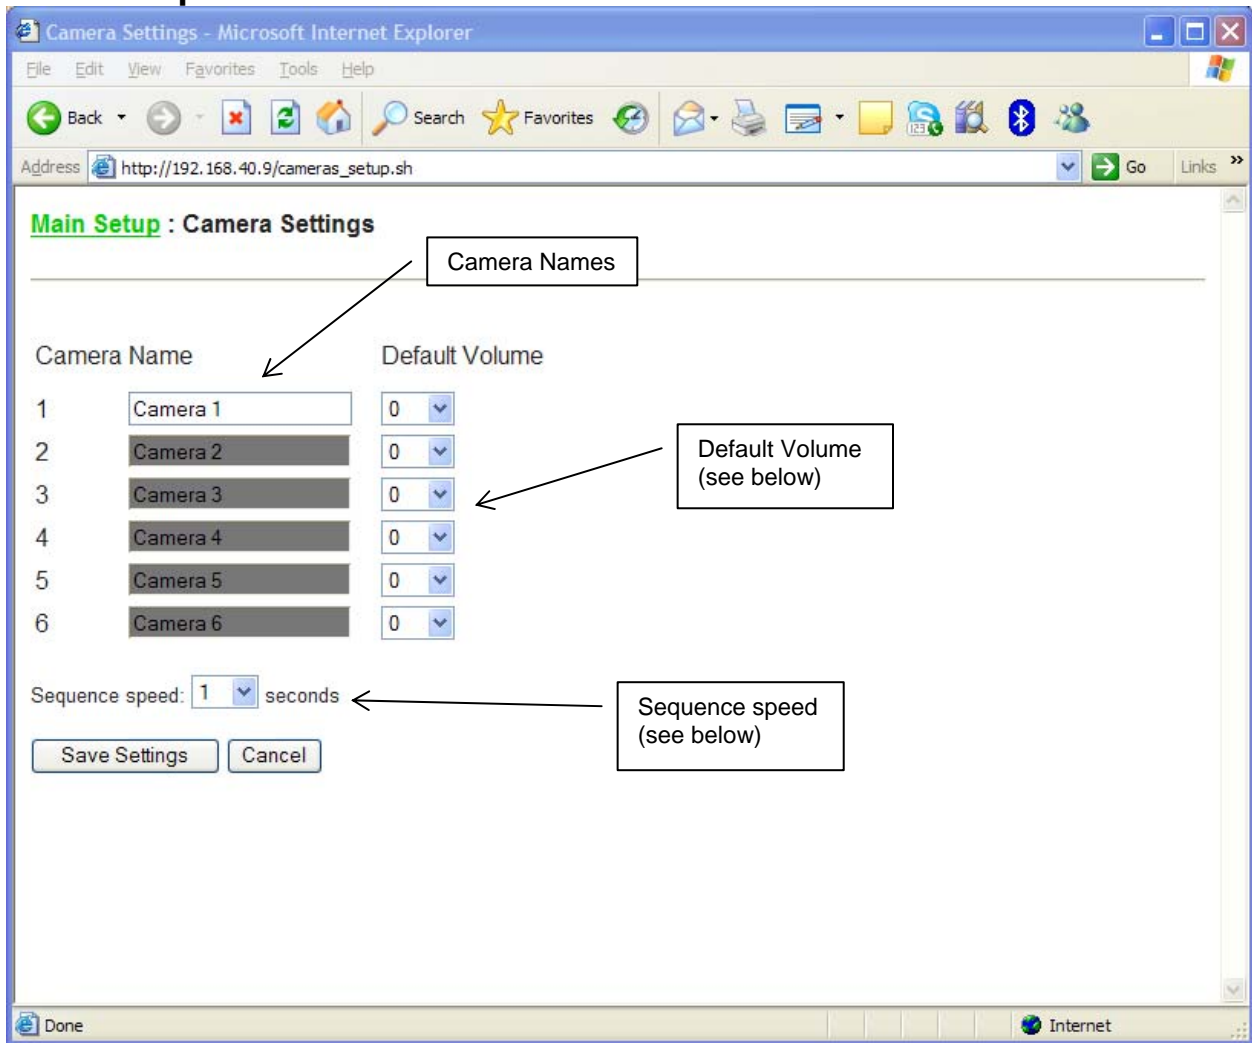 Camera Settings - Microsoft Internet Explorer
File Edit View Favorites Tools Help
Back Search Favorites 123
Address http://192.168.40.9/cameras_setup.sh Go Links »
Main Setup : Camera Settings
Camera Names
Camera Name Default Volume
1 Camera 1 0
2 Camera 2 0
Default Volume
(see below)
3 Camera 3 0
4 Camera 4 0
5 Camera 5 0
6 Camera 6 0
Sequence speed: 1 seconds
Sequence speed
(see below)
Save Settings Cancel
Done Internet